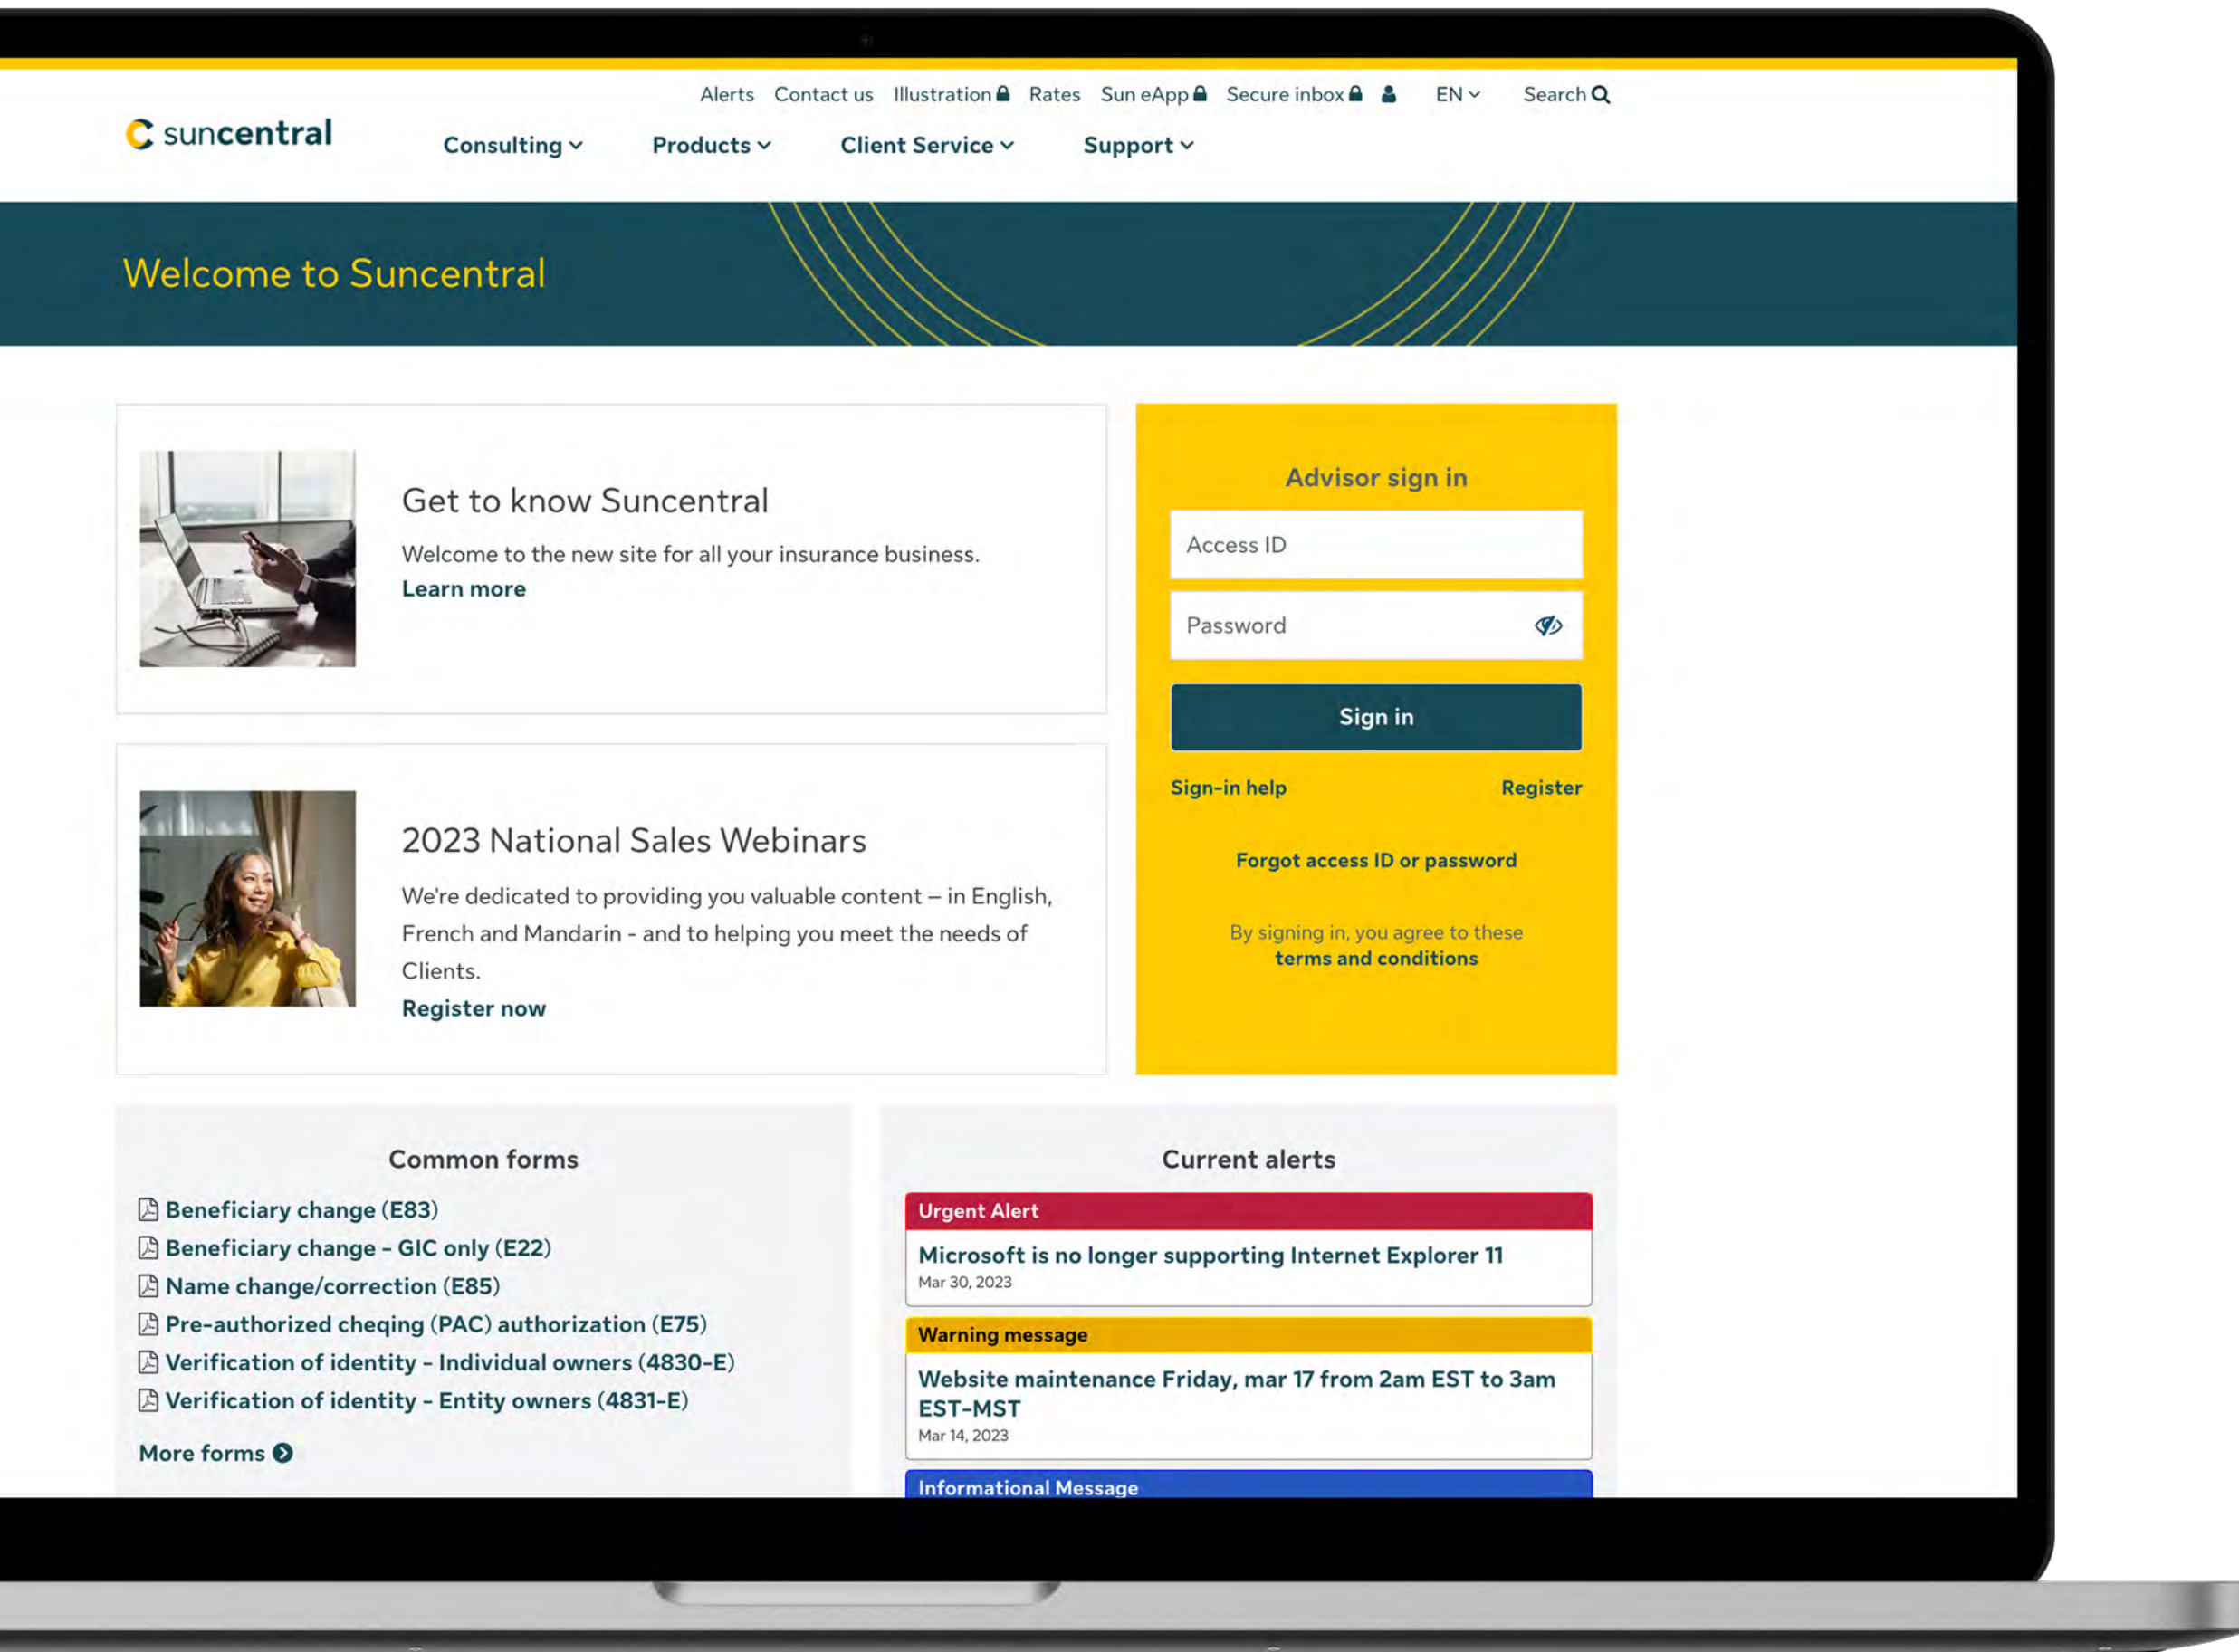 Alerts Contact us Illustration Rates Sun eApp Secure inbox EN Search
suncentral
Consulting Products Client Service Support
Welcome to Suncentral
Get to know Suncentral
Welcome to the new site for all your insurance business.
Learn more
2023 National Sales Webinars
We're dedicated to providing you valuable content – in English,
French and Mandarin - and to helping you meet the needs of
Clients.
Register now
Advisor sign in
Access ID
Password
Sign in
Sign-in help Register
Forgot access ID or password
By signing in, you agree to these
terms and conditions
Common forms
Beneficiary change (E83)
Beneficiary change - GIC only (E22)
Name change/correction (E85)
Pre-authorized cheqing (PAC) authorization (E75)
Verification of identity - Individual owners (4830-E)
Verification of identity - Entity owners (4831-E)
More forms
Current alerts
Urgent Alert
Microsoft is no longer supporting Internet Explorer 11
Mar 30, 2023
Warning message
Website maintenance Friday, mar 17 from 2am EST to 3am
EST-MST
Mar 14, 2023
Informational Message